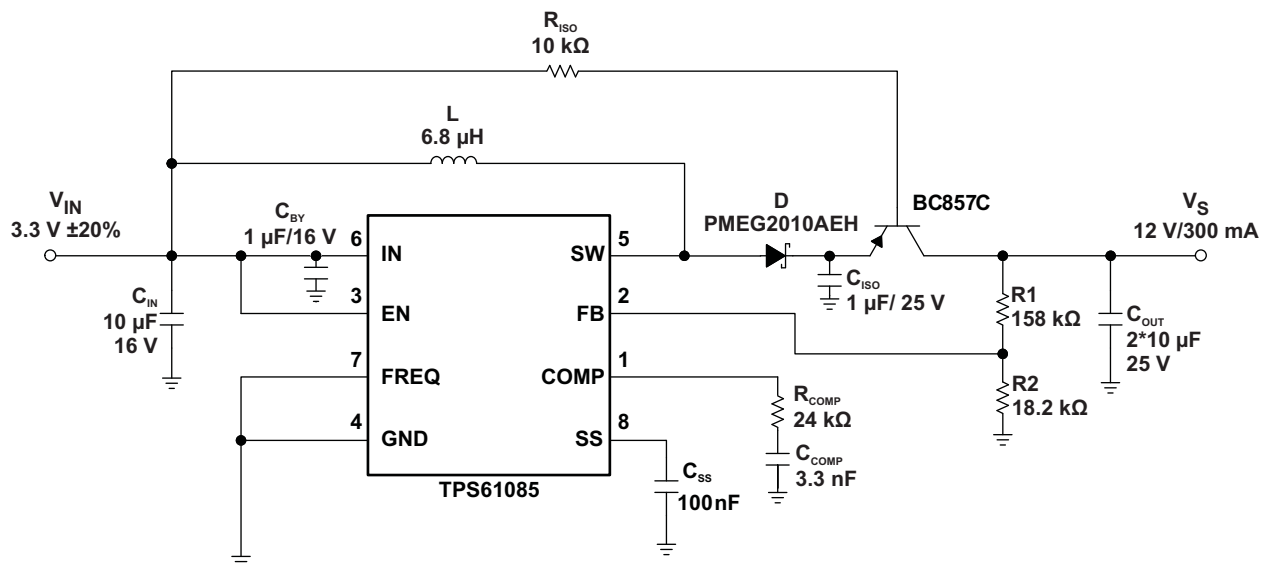 R_ISO
10 kΩ
L
6.8 µH
V_IN
3.3 V ±20%
C_BY
1 µF/16 V
D
PMEG2010AEH
BC857C
V_S
12 V/300 mA
6
IN
SW
5
C_IN
10 µF
16 V
3
EN
FB
2
C_ISO
1 µF/ 25 V
R1
158 kΩ
C_OUT
2*10 µF
25 V
7
FREQ
COMP
1
R_COMP
24 kΩ
R2
18.2 kΩ
4
GND
SS
8
C_COMP
3.3 nF
C_SS
100nF
TPS61085